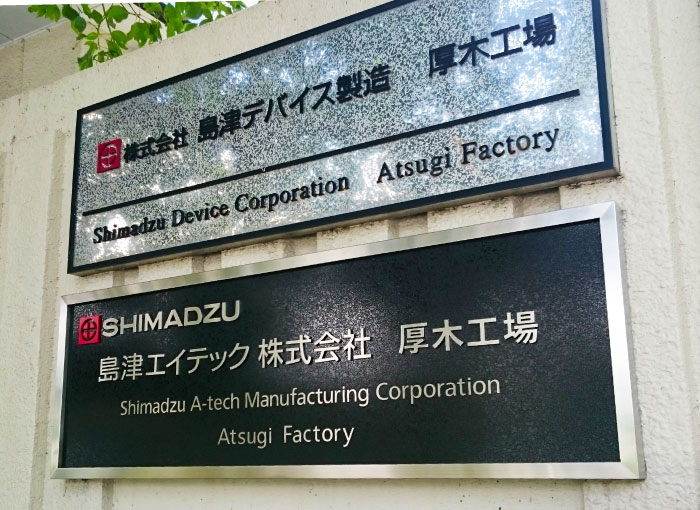 株式会社 島津デバイス製造 厚木工場
Shimadzu Device Corporation Atsugi Factory
SHIMADZU
島津エイテック 株式会社 厚木工場
Shimadzu A-tech Manufacturing Corporation
Atsugi Factory